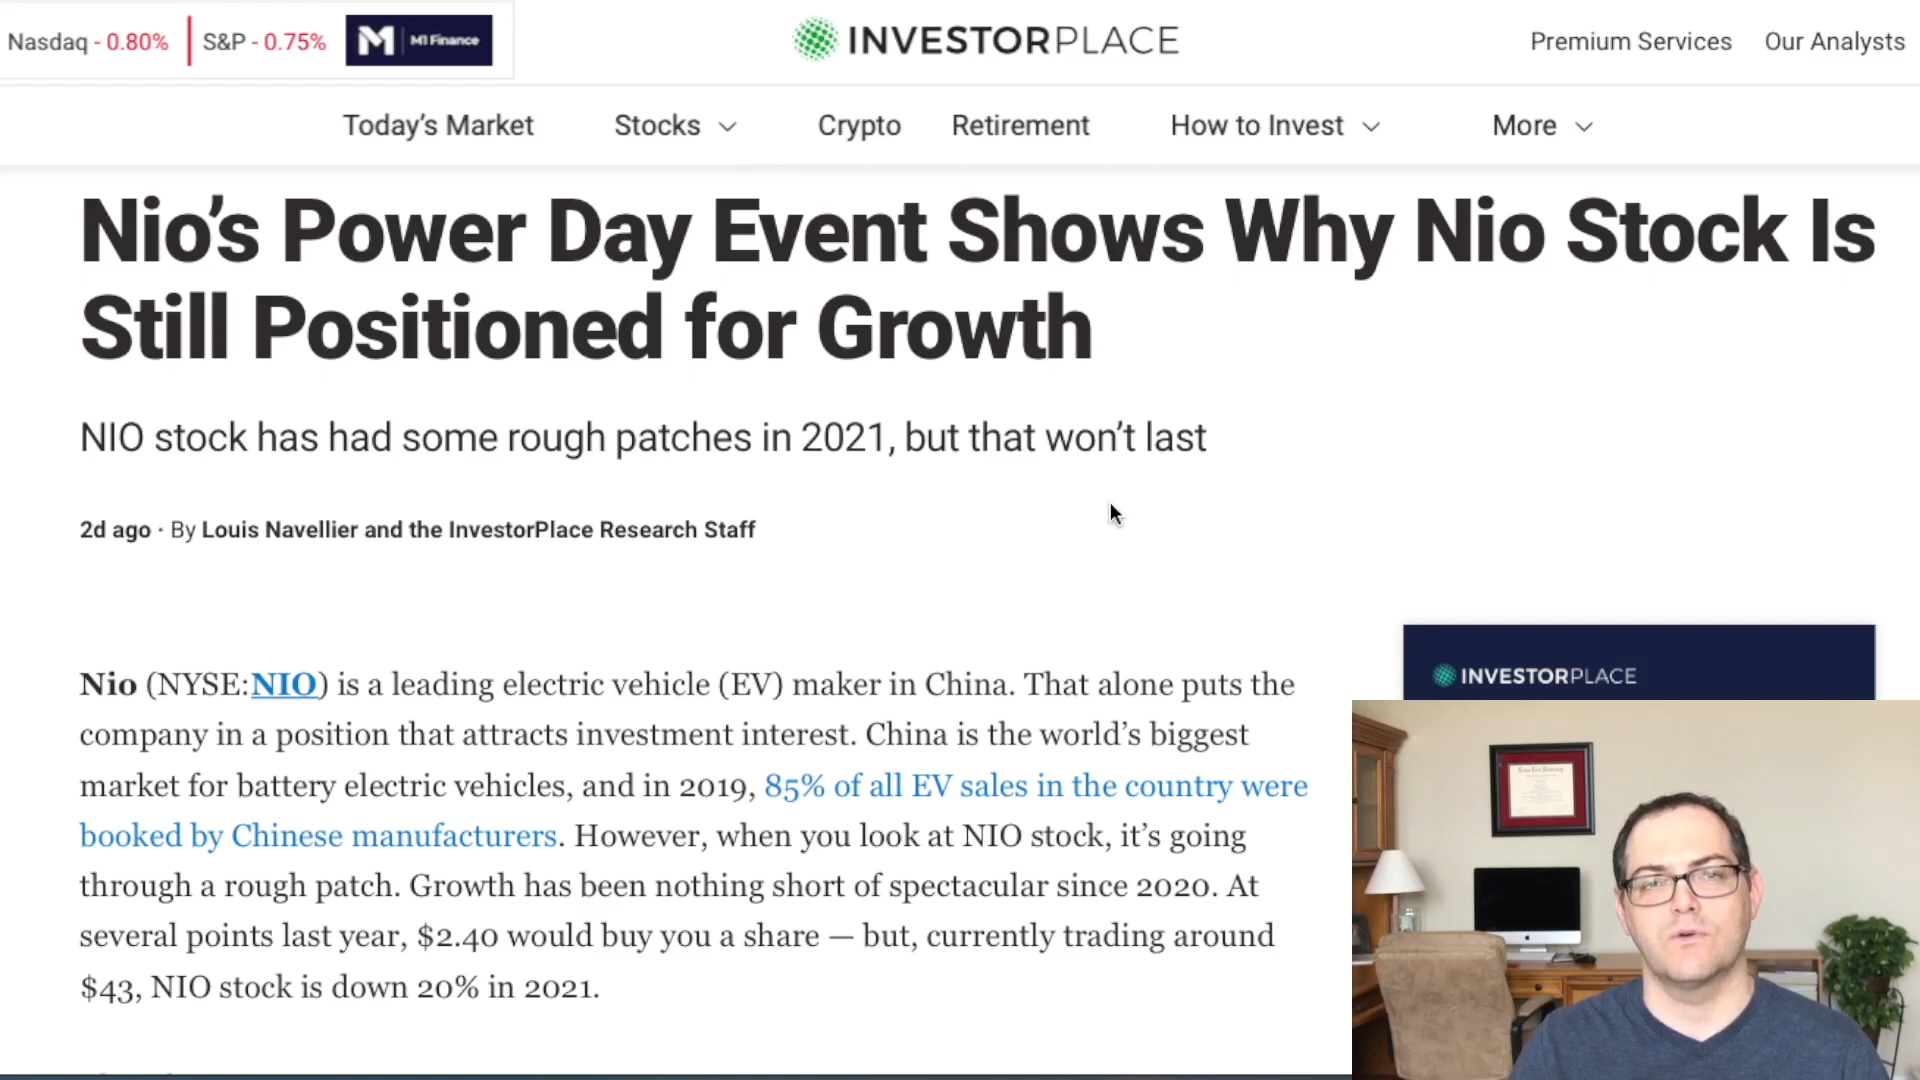 Nasdaq - 0.80% S&P - 0.75% M1 Finance
INVESTORPLACE
Premium Services Our Analysts
Today's Market Stocks Crypto Retirement How to Invest More
Nio's Power Day Event Shows Why Nio Stock Is
Still Positioned for Growth
NIO stock has had some rough patches in 2021, but that won't last
2d ago · By Louis Navellier and the InvestorPlace Research Staff
Nio (NYSE:NIO) is a leading electric vehicle (EV) maker in China. That alone puts the
company in a position that attracts investment interest. China is the world's biggest
market for battery electric vehicles, and in 2019, 85% of all EV sales in the country were
booked by Chinese manufacturers. However, when you look at NIO stock, it's going
through a rough patch. Growth has been nothing short of spectacular since 2020. At
several points last year, $2.40 would buy you a share — but, currently trading around
$43, NIO stock is down 20% in 2021.
INVESTORPLACE